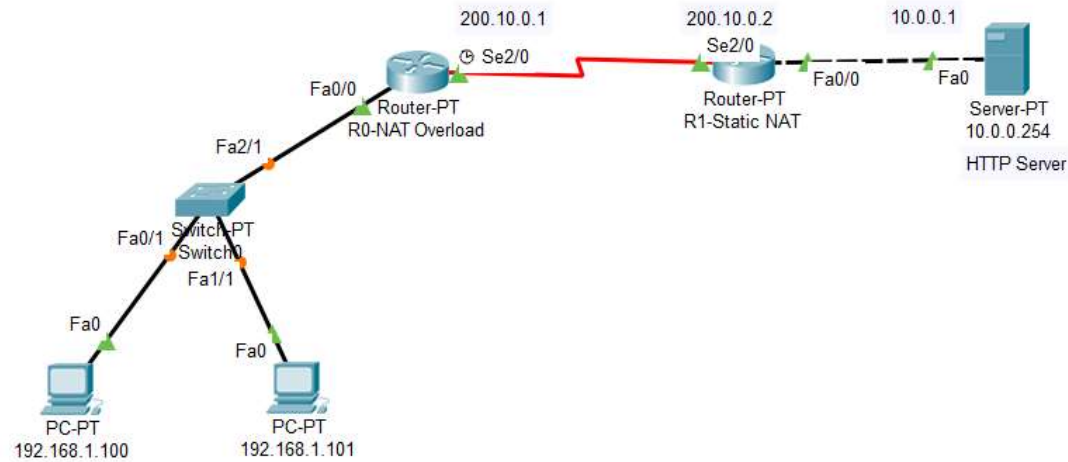 200.10.0.1
200.10.0.2
10.0.0.1
Se2/0
Se2/0
Fa0/0
Fa0/0
Fa0
Router-PT
R0-NAT Overload
Router-PT
R1-Static NAT
Server-PT
10.0.0.254
HTTP Server
Fa2/1
Switch-PT
Switch0
Fa0/1
Fa1/1
Fa0
Fa0
PC-PT
192.168.1.100
PC-PT
192.168.1.101